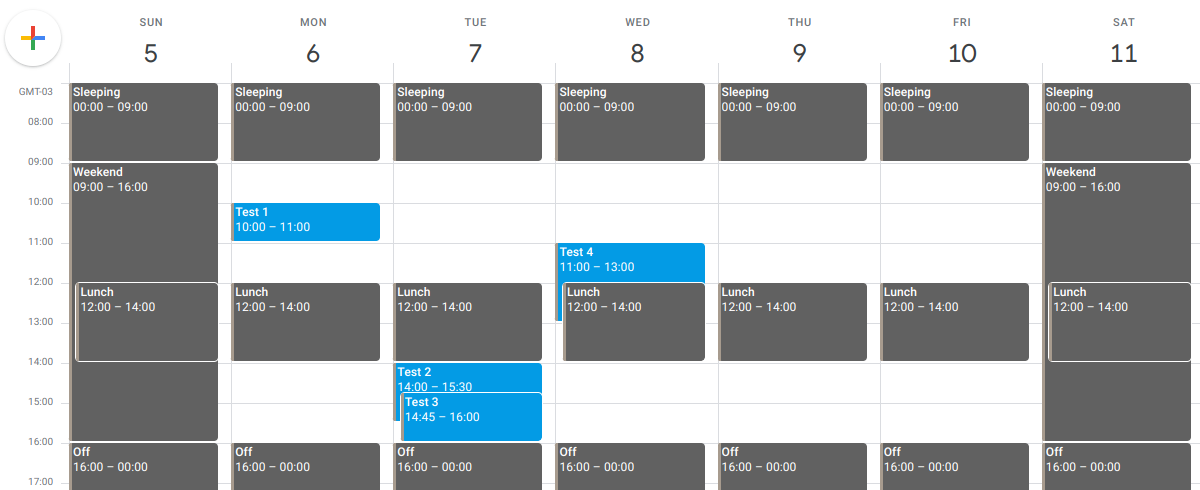 SUN MON TUE WED THU FRI SAT
5 6 7 8 9 10 11
GMT-03
Sleeping Sleeping Sleeping Sleeping Sleeping Sleeping Sleeping
00:00 – 09:00 00:00 – 09:00 00:00 – 09:00 00:00 – 09:00 00:00 – 09:00 00:00 – 09:00 00:00 – 09:00
08:00
09:00
Weekend Weekend
09:00 – 16:00 09:00 – 16:00
10:00
Test 1
10:00 – 11:00
11:00
Test 4
11:00 – 13:00
12:00
Lunch Lunch Lunch Lunch Lunch Lunch Lunch
12:00 – 14:00 12:00 – 14:00 12:00 – 14:00 12:00 – 14:00 12:00 – 14:00 12:00 – 14:00 12:00 – 14:00
13:00
14:00
Test 2
14:00 – 15:30
15:00
Test 3
14:45 – 16:00
16:00
Off Off Off Off Off Off Off
16:00 – 00:00 16:00 – 00:00 16:00 – 00:00 16:00 – 00:00 16:00 – 00:00 16:00 – 00:00 16:00 – 00:00
17:00